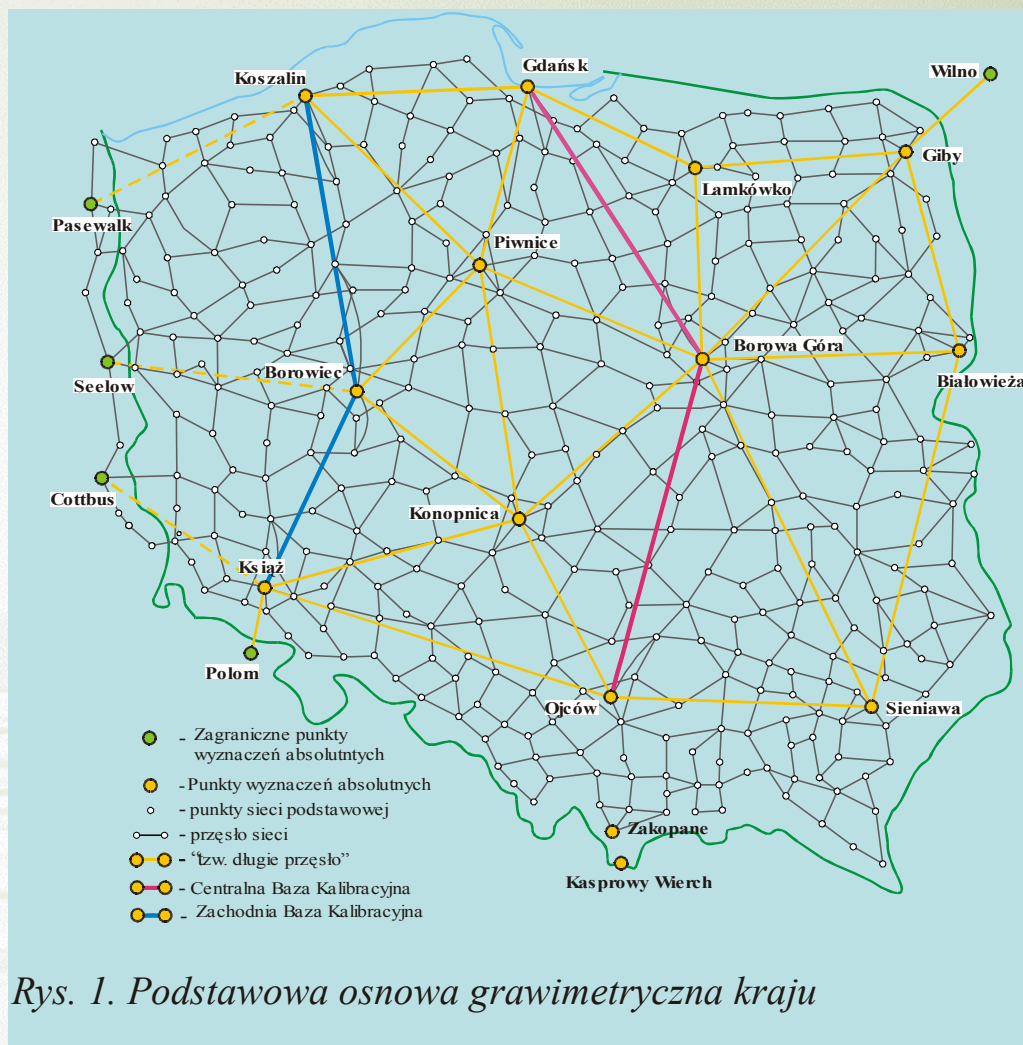 Gdańsk
Koszalin
Wilno
Giby
Lamkówko
Pasewalk
Piwnice
Borowa Góra
Borowiec
Seelow
Białowieża
Cottbus
Konopnica
Książ
Polom
Ojców
Sieniawa
- Zagraniczne punkty
wyznaczeń absolutntych
- Punkty wyznaczeń absolutnych
- punkty sieci podstawowej
- przęsło sieci
- “tzw. długie przęsło”
- Centralna Baza Kalibracyjna
- Zachodnia Baza Kalibracyjna
Zakopane
Kasprowy Wierch
Rys. 1. Podstawowa osnowa grawimetryczna kraju